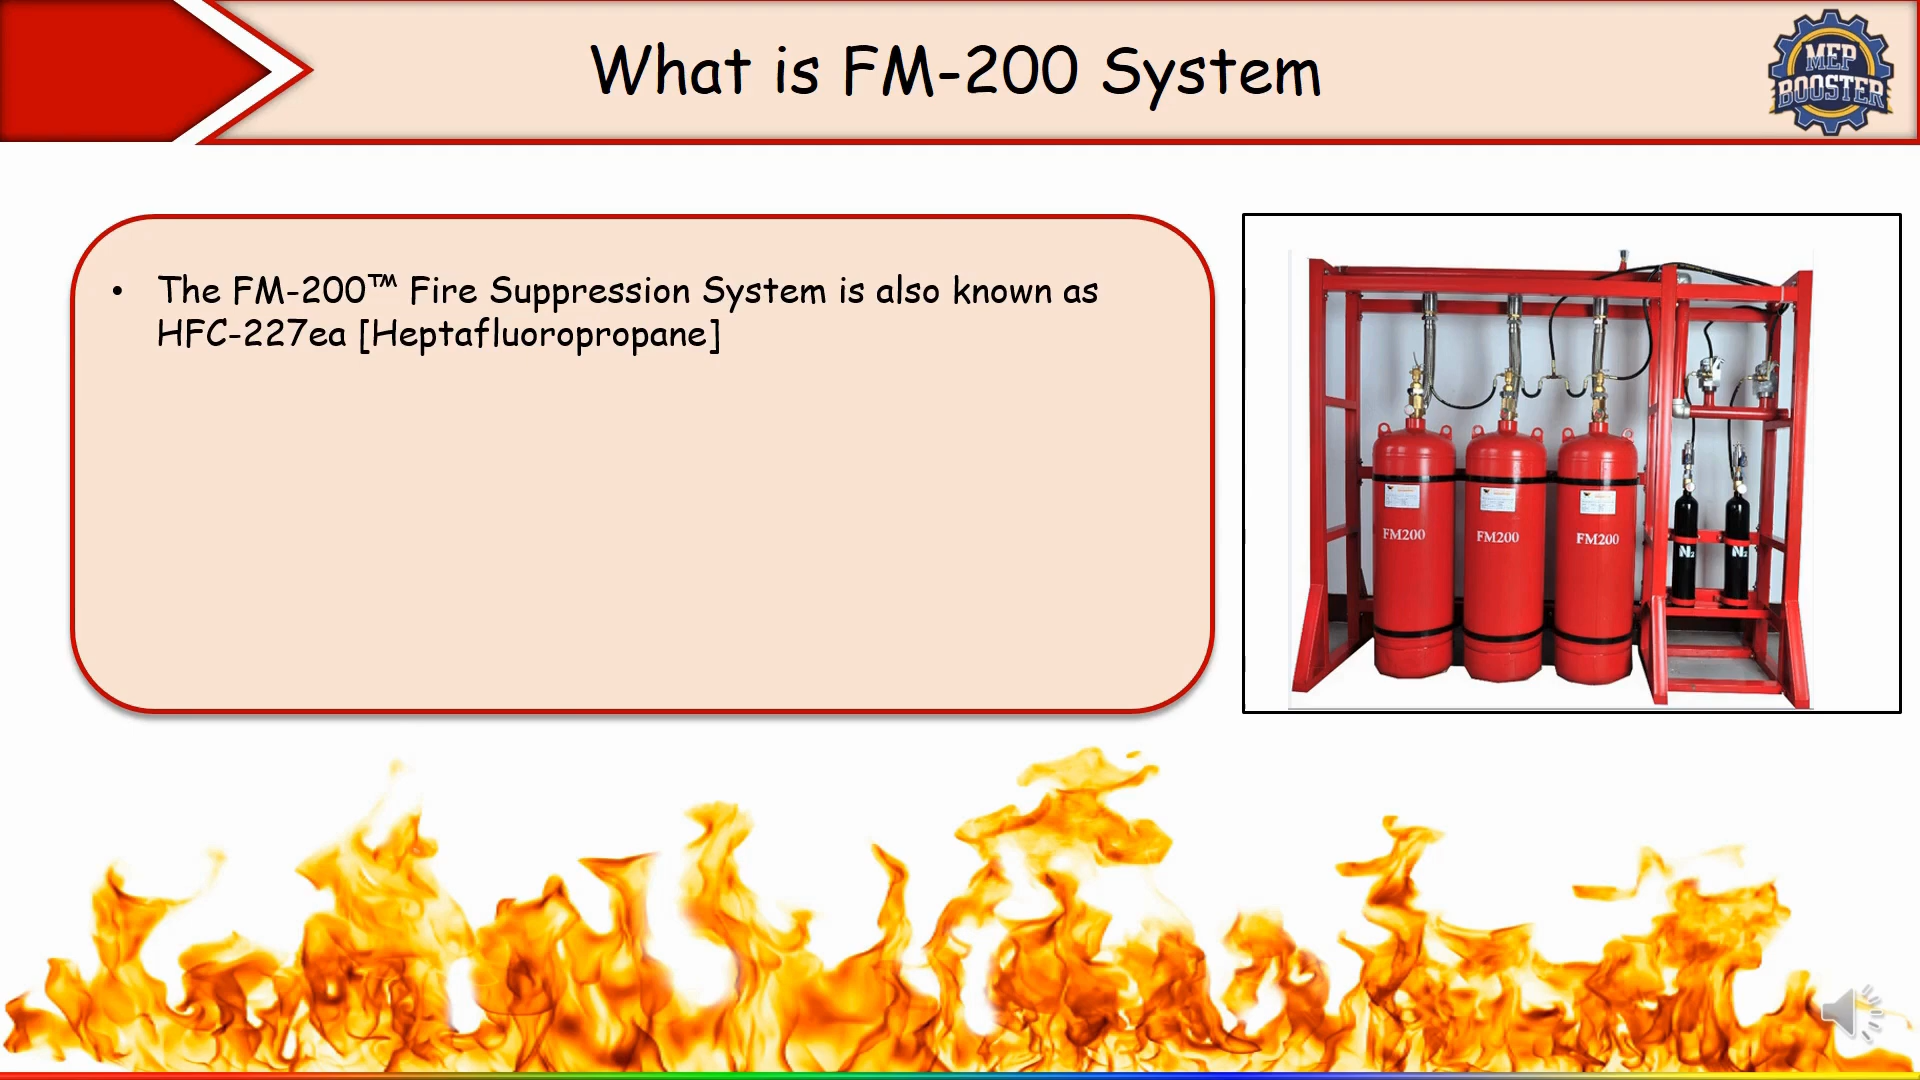 What is FM-200 System
MEP
BOOSTER
• The FM-200™ Fire Suppression System is also known as
HFC-227ea [Heptafluoropropane]
FM200
FM200
FM200
N₂
N₂